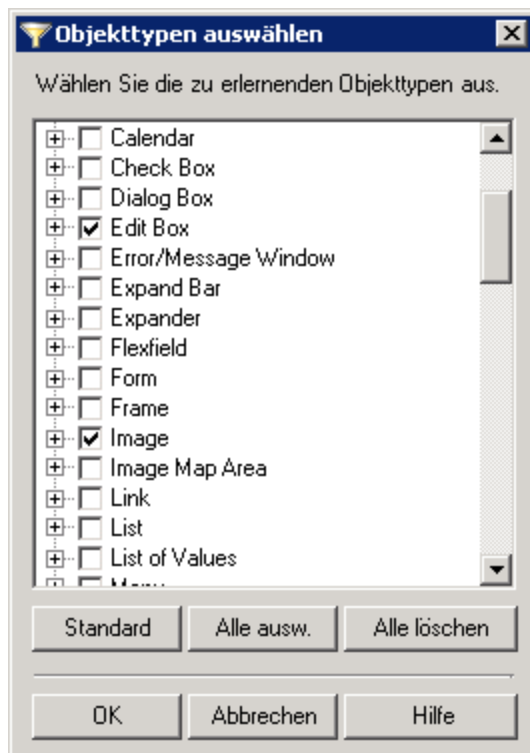 Objekttypen auswählen
Wählen Sie die zu erlernenden Objekttypen aus.
Calendar
Check Box
Dialog Box
Edit Box
Error/Message Window
Expand Bar
Expander
Flexfield
Form
Frame
Image
Image Map Area
Link
List
List of Values
Menu
Standard
Alle ausw.
Alle löschen
OK
Abbrechen
Hilfe